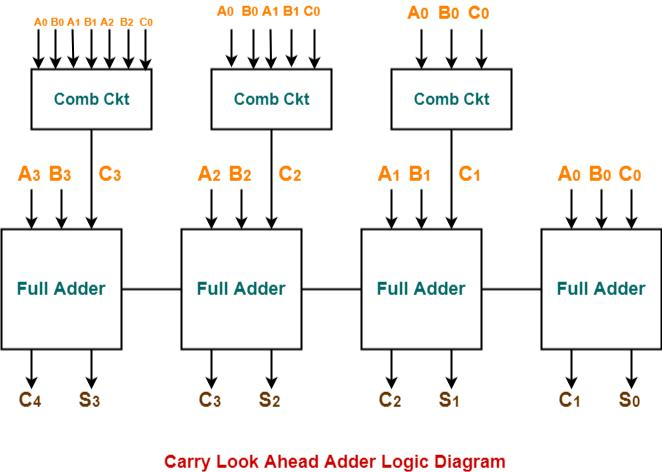 A0 B0 A1 B1 A2 B2 C0
A0 B0 A1 B1 C0
A0 B0 C0
Comb Ckt
Comb Ckt
Comb Ckt
A3 B3 C3
A2 B2 C2
A1 B1 C1
A0 B0 C0
Full Adder
Full Adder
Full Adder
Full Adder
C4 S3
C3 S2
C2 S1
C1 S0
Carry Look Ahead Adder Logic Diagram